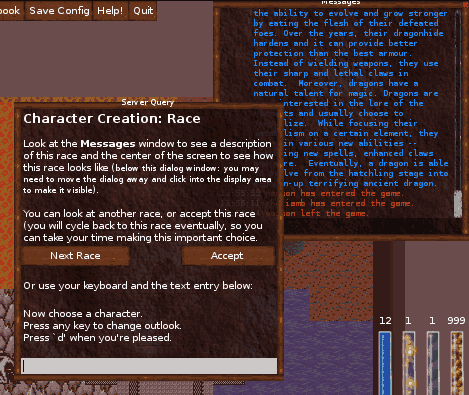 book Save Config Help! Quit
Messages
the ability to evolve and grow stronger
by eating the flesh of their defeated
foes. Over the years, their dragonhide
hardens and it can provide better
protection than the best armour.
Instead of wielding weapons, they use
their sharp and lethal claws in
combat. Moreover, dragons have a
natural talent for magic. Dragons are
interested in the lore of the
ts and usually choose to
lize. While focusing their
lism on a certain element, they
in various new abilities --
ing new spells, enhanced claws
re. Eventually, a dragon is able
olve from the hatchling stage into
n-up terrifying ancient dragon.
on has entered the game.
iamb has entered the game.
on left the game.
Server Query
Character Creation: Race
Look at the Messages window to see a description
of this race and the center of the screen to see how
this race looks like (below this dialog window: you may
need to move the dialog away and click into the display area
to make it visible).
You can look at another race, or accept this race
(you will cycle back to this race eventually, so you
can take your time making this important choice.
Next Race Accept
Or use your keyboard and the text entry below:
Now choose a character.
Press any key to change outlook.
Press `d' when you're pleased.
12 1 1 999